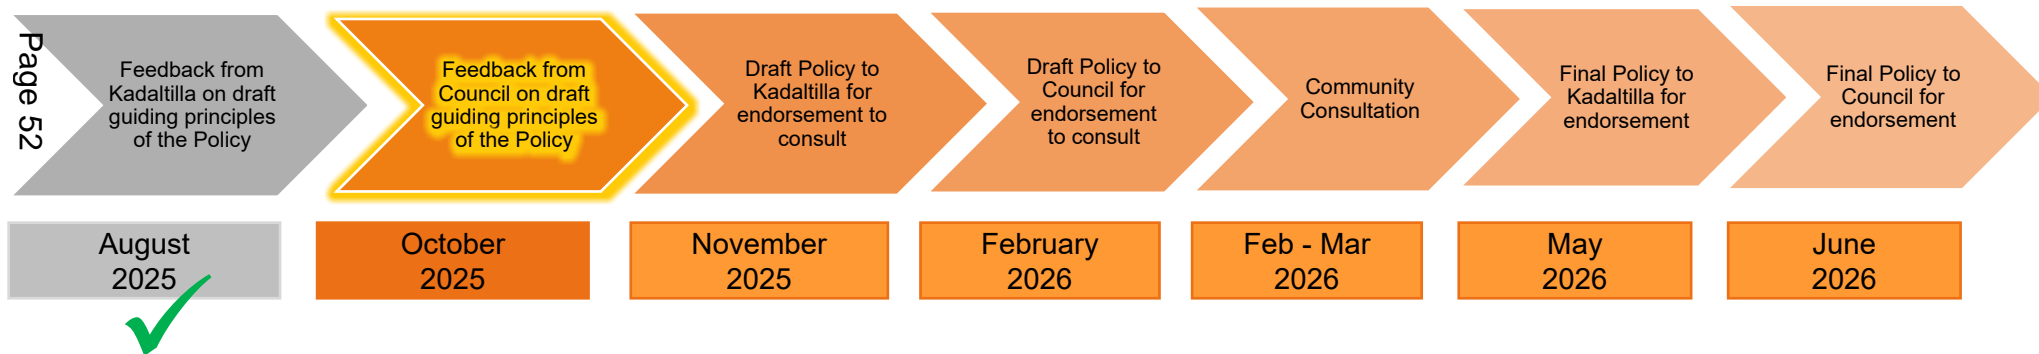 Page 52
Feedback from
Kadaltilla on draft
guiding principles
of the Policy
Feedback from
Council on draft
guiding principles
of the Policy
Draft Policy to
Kadaltilla for
endorsement to
consult
Draft Policy to
Council for
endorsement
to consult
Community
Consultation
Final Policy to
Kadaltilla for
endorsement
Final Policy to
Council for
endorsement
August
2025
October
2025
November
2025
February
2026
Feb - Mar
2026
May
2026
June
2026